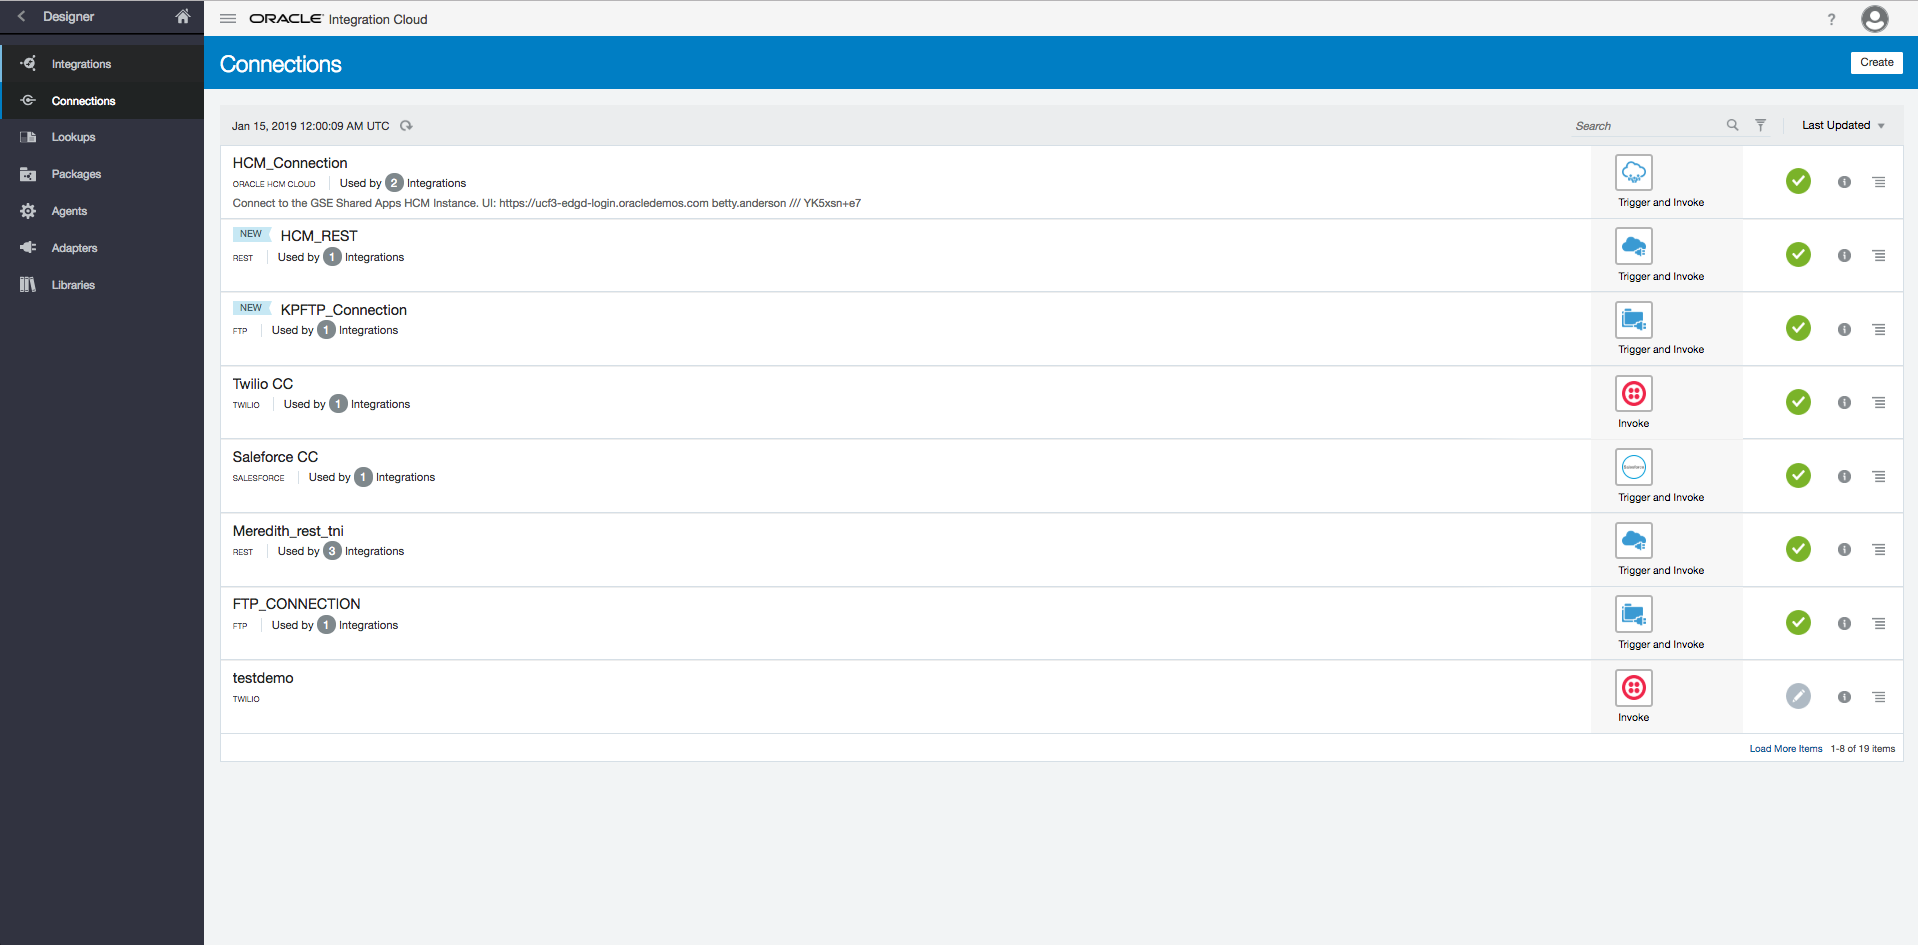 Designer
ORACLE Integration Cloud
?
Integrations
Connections
Lookups
Packages
Agents
Adapters
Libraries
Connections
Create
Jan 15, 2019 12:00:09 AM UTC
Search
Last Updated
HCM_Connection
ORACLE HCM CLOUD Used by 2 Integrations
Connect to the GSE Shared Apps HCM Instance. UI: https://ucf3-edgd-login.oracledemos.com betty.anderson /// YK5xsn+e7
Trigger and Invoke
NEW HCM_REST
REST Used by 1 Integrations
Trigger and Invoke
NEW KPFTP_Connection
FTP Used by 1 Integrations
Trigger and Invoke
Twilio CC
TWILIO Used by 1 Integrations
Invoke
Saleforce CC
SALESFORCE Used by 1 Integrations
salesforce
Trigger and Invoke
Meredith_rest_tni
REST Used by 3 Integrations
Trigger and Invoke
FTP_CONNECTION
FTP Used by 1 Integrations
Trigger and Invoke
testdemo
TWILIO
Invoke
Load More Items 1-8 of 19 items